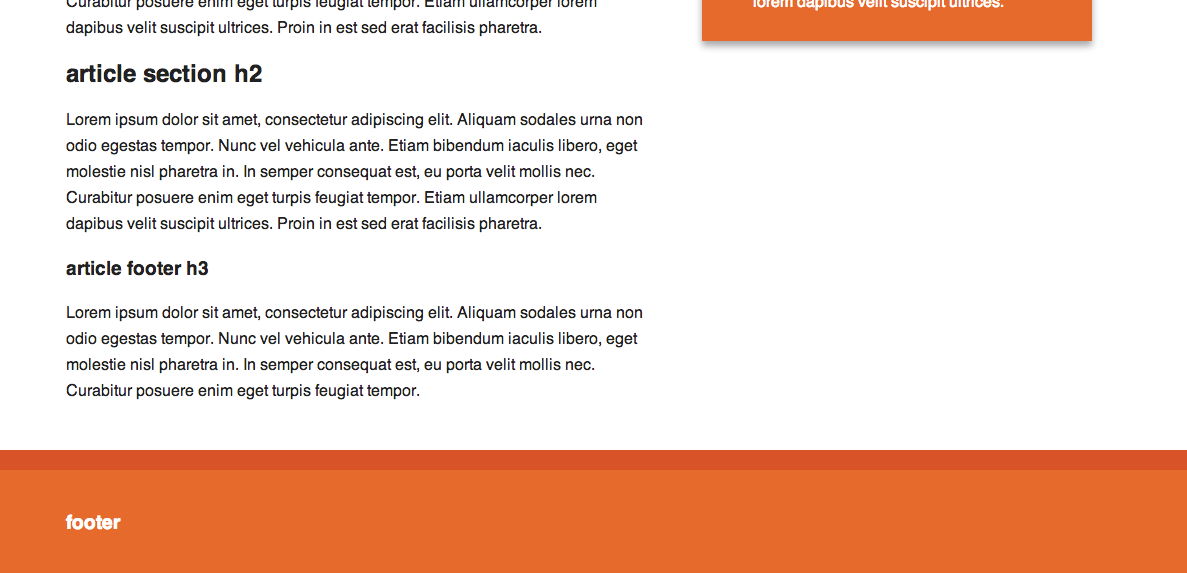 Curabitur posuere enim eget turpis feugiat tempor. Etiam ullamcorper lorem
dapibus velit suscipit ultrices. Proin in est sed erat facilisis pharetra.
lorem dapibus velit suscipit ultrices.
article section h2
Lorem ipsum dolor sit amet, consectetur adipiscing elit. Aliquam sodales urna non
odio egestas tempor. Nunc vel vehicula ante. Etiam bibendum iaculis libero, eget
molestie nisl pharetra in. In semper consequat est, eu porta velit mollis nec.
Curabitur posuere enim eget turpis feugiat tempor. Etiam ullamcorper lorem
dapibus velit suscipit ultrices. Proin in est sed erat facilisis pharetra.
article footer h3
Lorem ipsum dolor sit amet, consectetur adipiscing elit. Aliquam sodales urna non
odio egestas tempor. Nunc vel vehicula ante. Etiam bibendum iaculis libero, eget
molestie nisl pharetra in. In semper consequat est, eu porta velit mollis nec.
Curabitur posuere enim eget turpis feugiat tempor.
footer